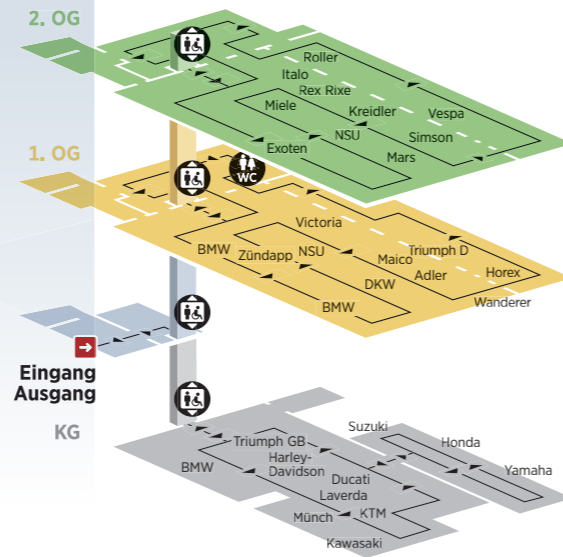 2. OG
Roller
Italo
Rex Rixe
Miele
Kreidler
Vespa
NSU
Simson
Exoten
Mars
1. OG
WC
Victoria
BMW
Zündapp
NSU
Triumph D
Maico
Adler
Horex
DKW
BMW
Wanderer
Eingang
Ausgang
KG
Suzuki
Triumph GB
Honda
Harley-
Davidson
BMW
Yamaha
Ducati
Laverda
Münch
KTM
Kawasaki